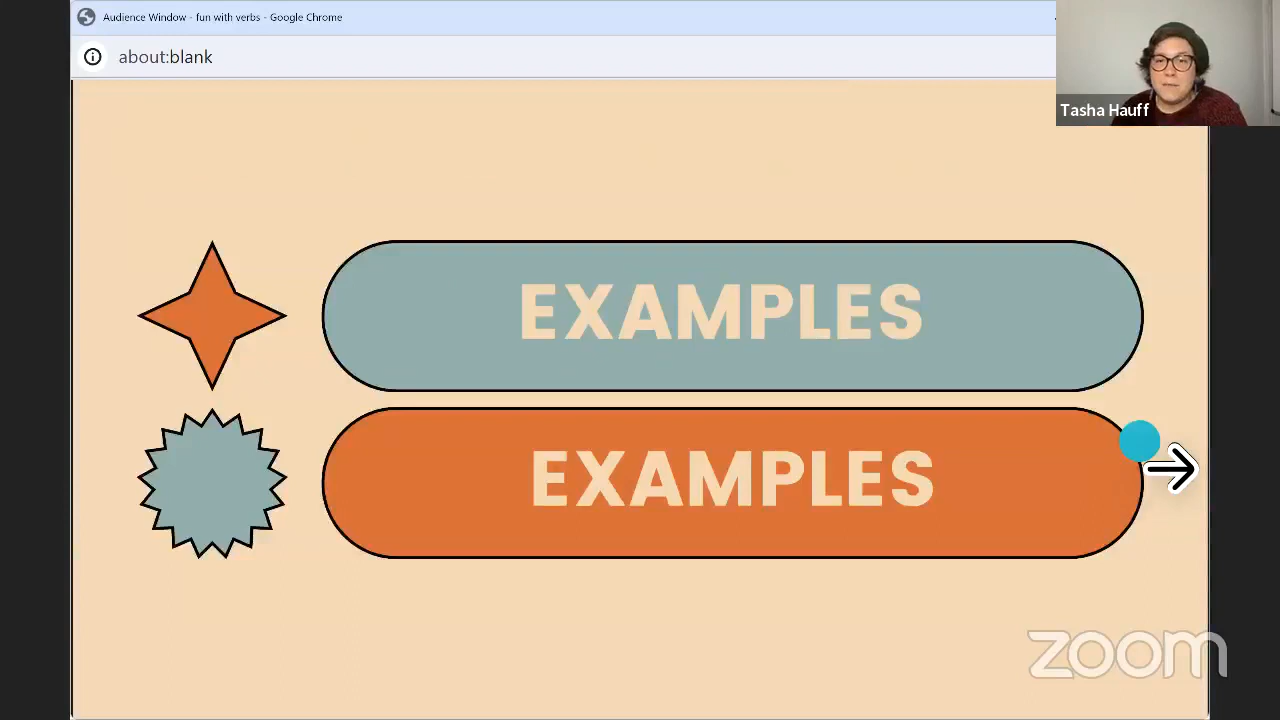 Audience Window - fun with verbs - Google Chrome
about:blank
Tasha Hauff
EXAMPLES
EXAMPLES
zoom